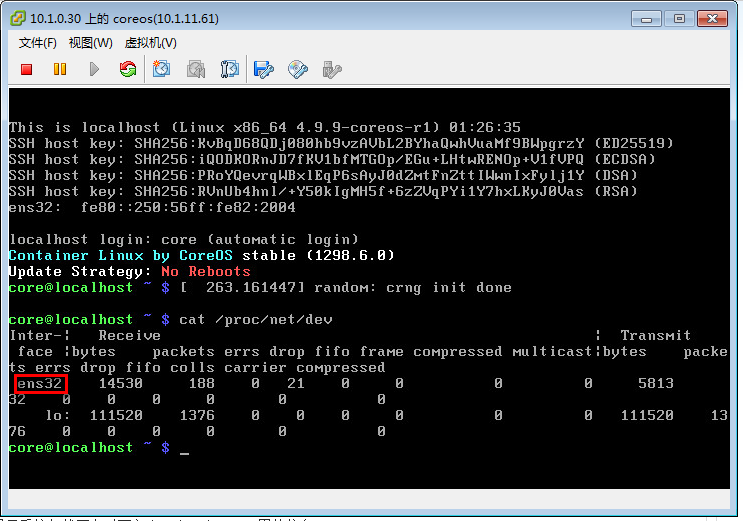 10.1.0.30 上的 coreos(10.1.11.61)
文件(F) 视图(W) 虚拟机(V)
This is localhost (Linux x86_64 4.9.9-coreos-r1) 01:26:35
SSH host key: SHA256:KvBqD68QDj080hb9vzAVbL2BYhaQwhVuaMf9BWpgrzY (ED25519)
SSH host key: SHA256:iQODKORnJD7fRV1bfMTGOp/EGu+LHtwRENOp+V1fVPQ (ECDSA)
SSH host key: SHA256:PRoYQevrqWBxlEqP6sAyJ0dZmtFnZttIWwnIxFylj1Y (DSA)
SSH host key: SHA256:RVnUb4hnl/+Y50kIgMH5f+6zZVqPYi1Y7hxLKyJ0Vas (RSA)
ens32: fe80::250:56ff:fe82:2004
localhost login: core (automatic login)
Container Linux by CoreOS stable (1298.6.0)
Update Strategy: No Reboots
core@localhost ~ $ [ 263.161447] random: crng init done
core@localhost ~ $ cat /proc/net/dev
Inter-¦ Receive ¦ Transmit
face ¦bytes packets errs drop fifo frame compressed multicast¦bytes packe
ts errs drop fifo colls carrier compressed
ens32 14530 188 0 21 0 0 0 0 5813
32 0 0 0 0 0 0
lo: 111520 1376 0 0 0 0 0 0 111520 13
76 0 0 0 0 0 0
core@localhost ~ $ _